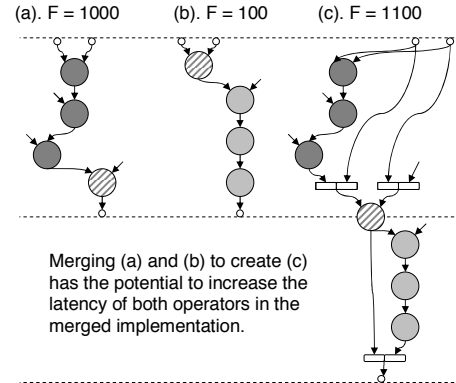 (a). F = 1000
(b). F = 100
(c). F = 1100
Merging (a) and (b) to create (c)
has the potential to increase the
latency of both operators in the
merged implementation.